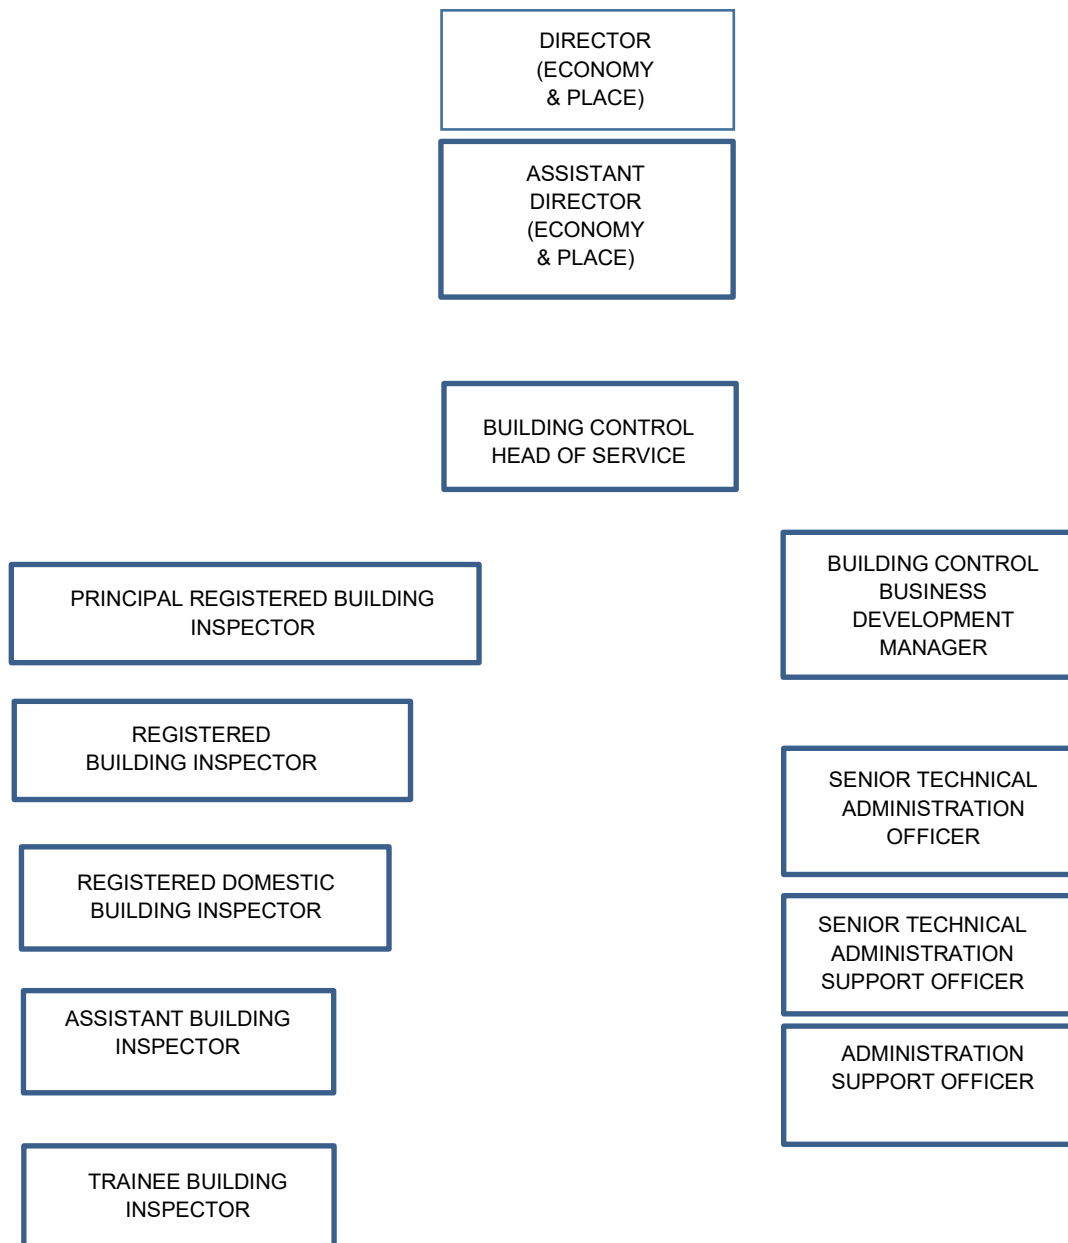 DIRECTOR
(ECONOMY
& PLACE)
ASSISTANT
DIRECTOR
(ECONOMY
& PLACE)
BUILDING CONTROL
HEAD OF SERVICE
PRINCIPAL REGISTERED BUILDING
INSPECTOR
REGISTERED
BUILDING INSPECTOR
REGISTERED DOMESTIC
BUILDING INSPECTOR
ASSISTANT BUILDING
INSPECTOR
TRAINEE BUILDING
INSPECTOR
BUILDING CONTROL
BUSINESS
DEVELOPMENT
MANAGER
SENIOR TECHNICAL
ADMINISTRATION
OFFICER
SENIOR TECHNICAL
ADMINISTRATION
SUPPORT OFFICER
ADMINISTRATION
SUPPORT OFFICER